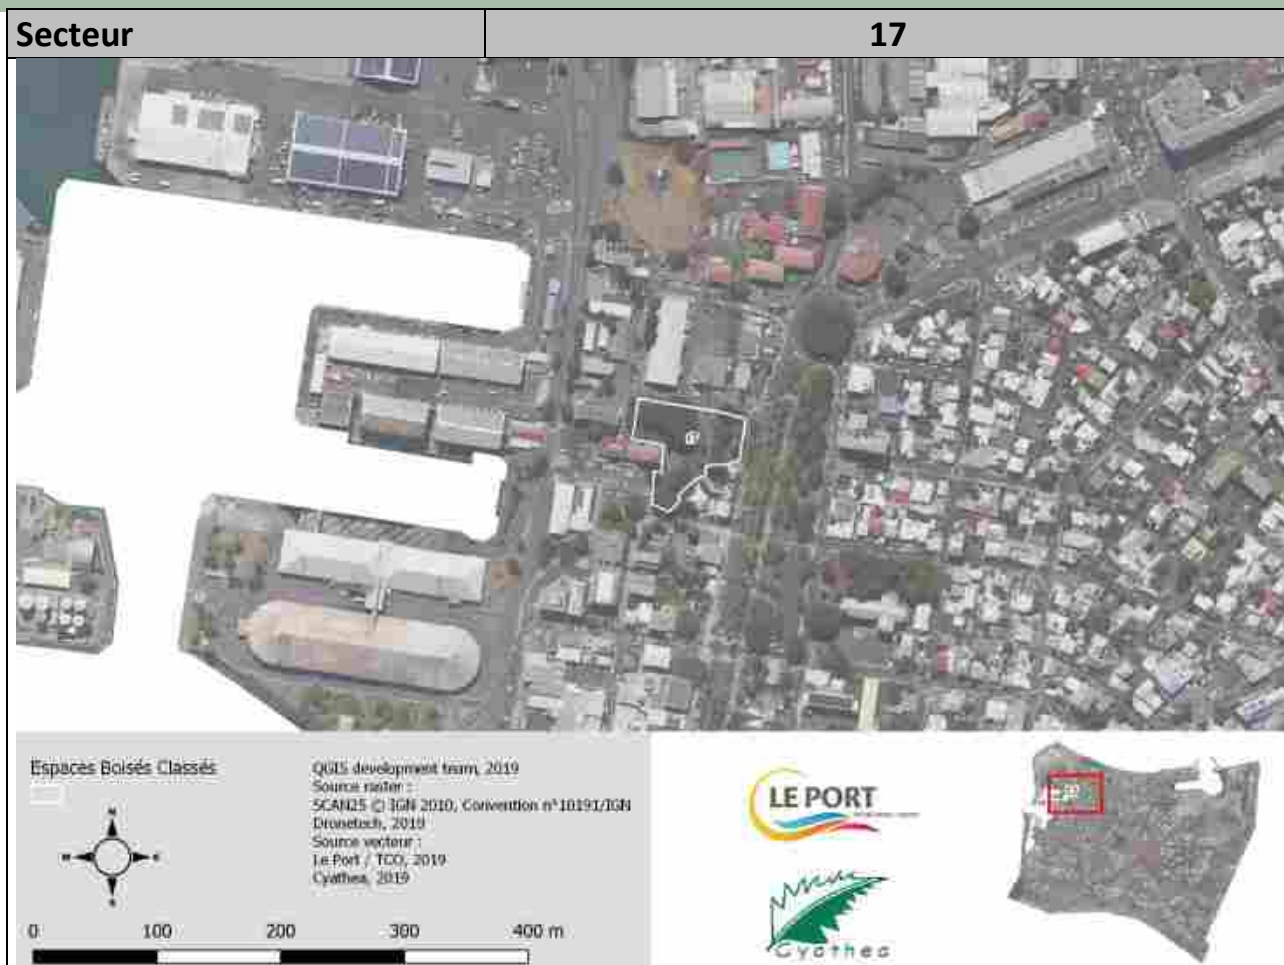 Secteur 17
17
Espaces Boisés Classés
QGIS development team, 2019
Source raster :
SCAN25 © IGN 2010, Convention n°10191/IGN
Dronetech, 2019
Source vecteur :
Le Port / TCO, 2019
Cyathea, 2019
N
S
0 100 200 300 400 m
LE PORT
Cyathea